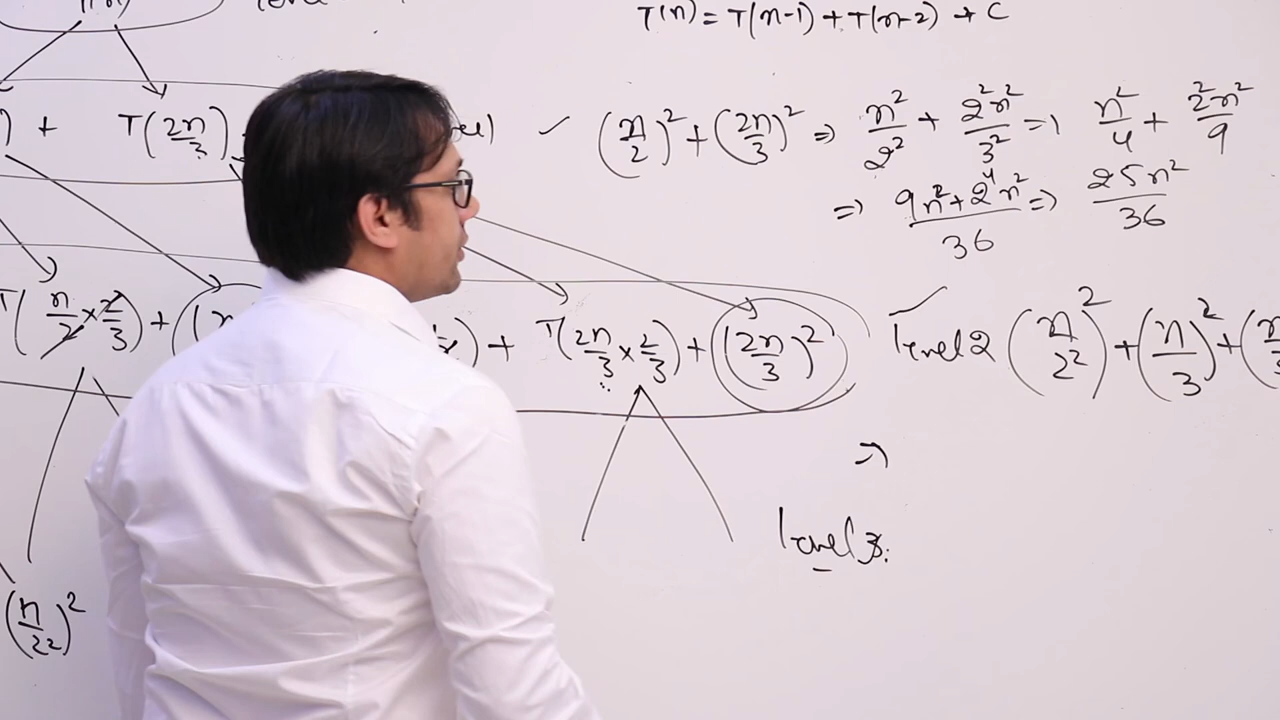 T(n) = T(n-1) + T(n-2) + C
) + T(2n/3)
✓ (n/2)² + (2n/3)² ⇒ n²/2² + 2²n²/3² ⇒ n²/4 + 2²n²/9
⇒ (9n² + 2⁴n²)/36 ⇒ 25n²/36
T(n/2 × 2/3) + (
) + T(2n/3 × 2/3) + (2n/3)²
level 2 (n/2²)² + (n/3)² + (n/3
⇒
level 3:
(n/2²)²